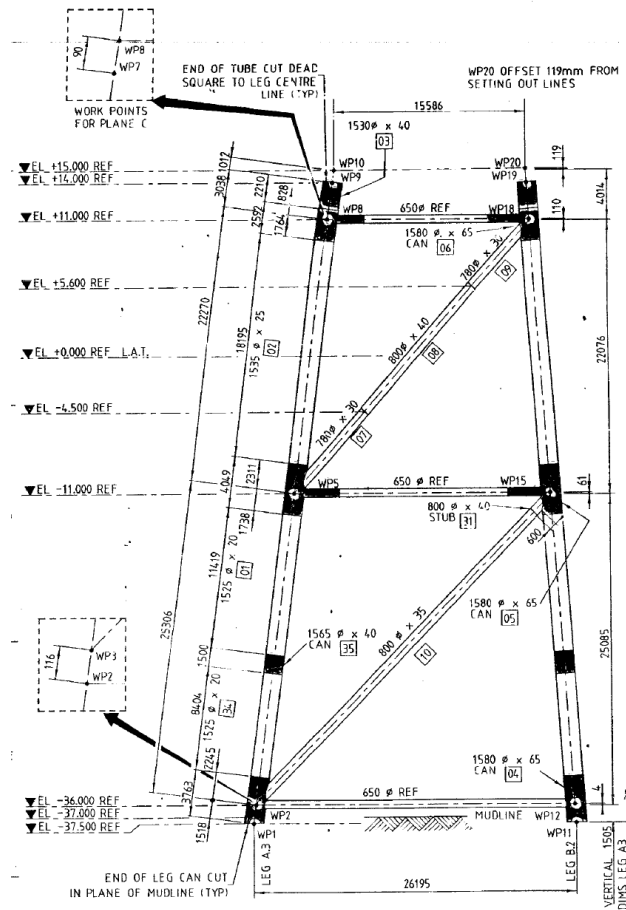 90
WP8
WP7
WORK POINTS
FOR PLANE C
END OF TUBE CUT DEAD
SQUARE TO LEG CENTRE
LINE (TYP)
WP20 OFFSET 119mm FROM
SETTING OUT LINES
15586
1530ø x 40
03
WP10
WP9
WP20
WP19
119
EL +15.000 REF
EL +14.000 REF
EL +11.000 REF
1012
3038
2210
828
2592
1764
WP8
650ø REF
WP18
1580 ø x 65
CAN 06
4014
110
EL +5.600 REF
780ø x 30
09
22270
18195
1535 ø x 25
02
800ø x 40
08
22076
EL +0.000 REF L.A.T.
EL -4.500 REF
780ø x 30
07
EL -11.000 REF
4049
2311
1738
WP5
650 ø REF
WP15
61
800 ø x 40
STUB 31
600
11419
1525 ø x 20
01
25306
1580 ø x 65
CAN 05
1565 ø x 40
CAN 35
800 ø x 35
10
25085
116
WP3
WP2
1500
8404
1525 ø x 20
34
2245
3763
1518
1580 ø x 65
CAN 04
650 ø REF
4
EL -36.000 REF
EL -37.000 REF
EL -37.500 REF
WP2
WP1
MUDLINE
WP12
WP11
LEG A.3
LEG B.2
END OF LEG CAN CUT
IN PLANE OF MUDLINE (TYP)
26195
VERTICAL 1505
DIMS LEG A3